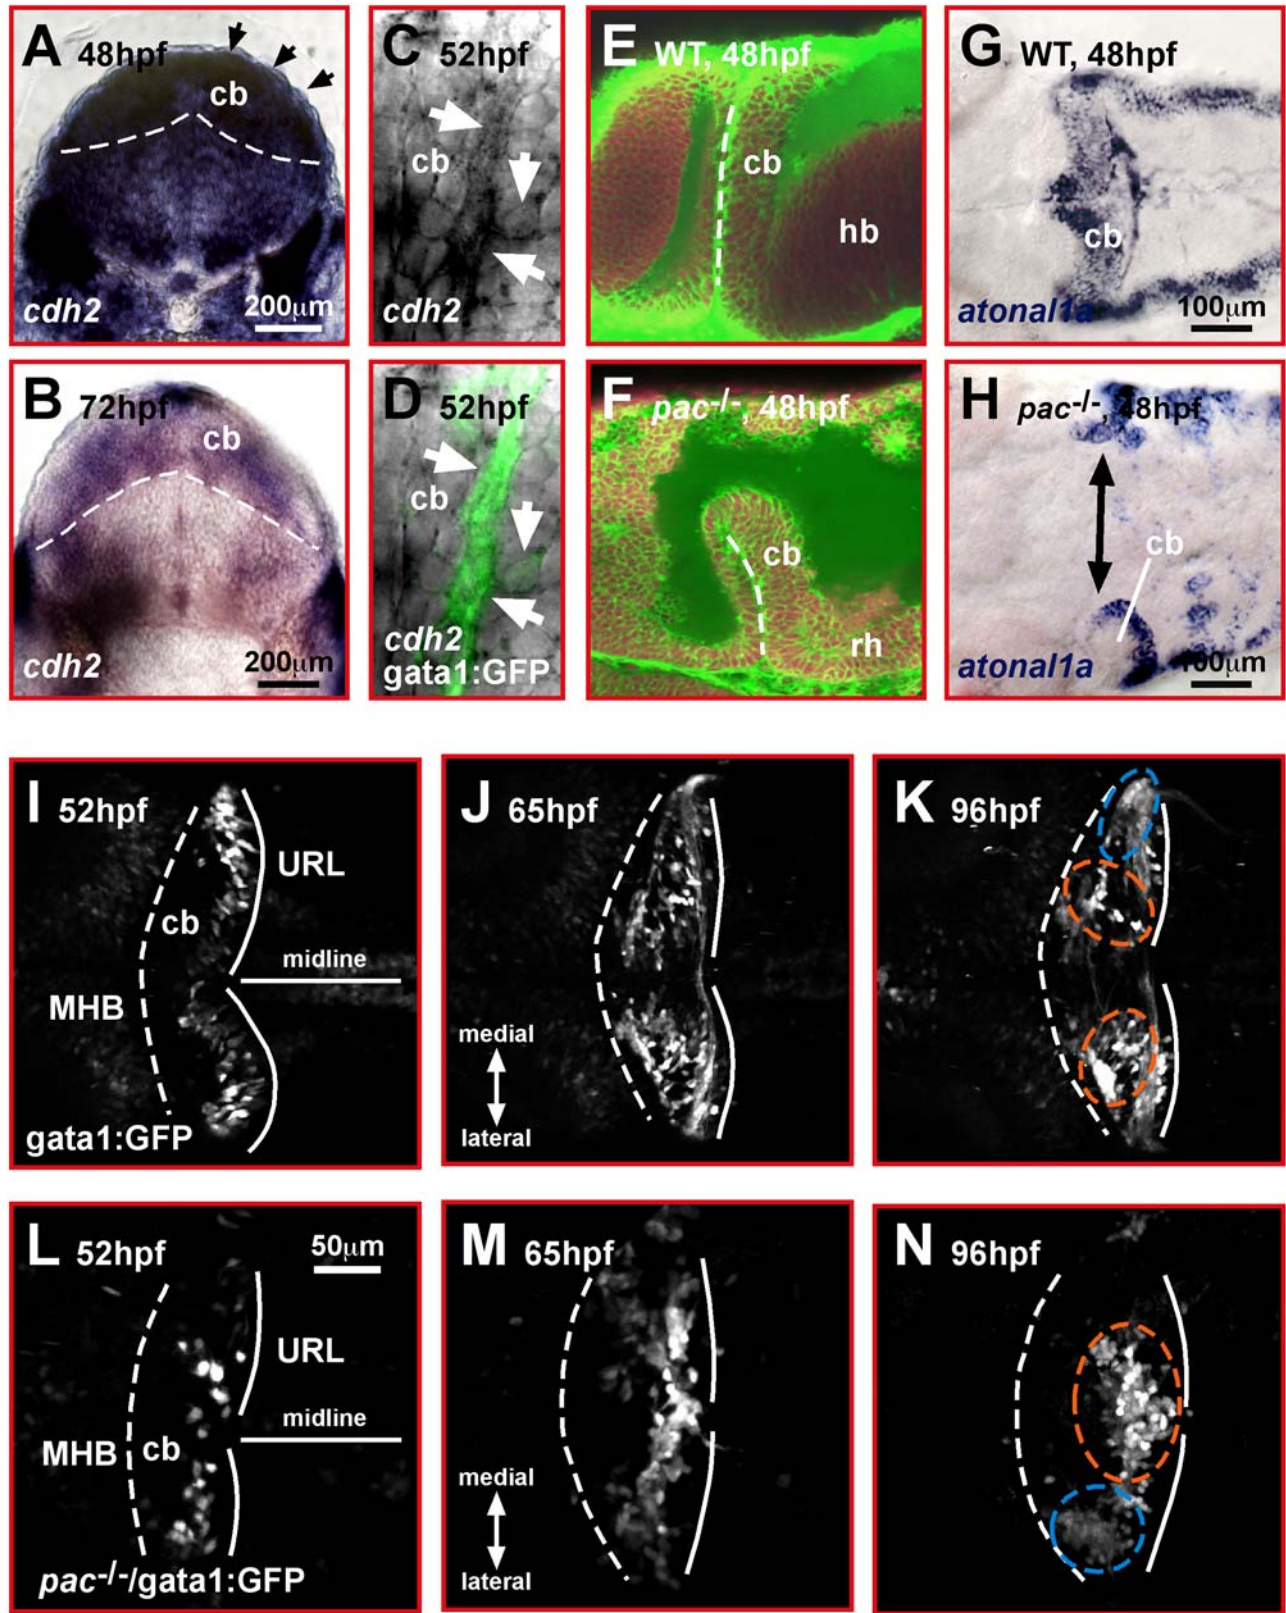 A 48hpf
cb
cdh2
200μm
C 52hpf
cb
cdh2
E WT, 48hpf
cb
hb
G WT, 48hpf
cb
atonal1a
100μm
B 72hpf
cb
cdh2
200μm
D 52hpf
cb
cdh2
gata1:GFP
F pac-/-, 48hpf
cb
rh
H pac-/-, 48hpf
cb
atonal1a
100μm
I 52hpf
URL
cb
midline
MHB
gata1:GFP
J 65hpf
medial
lateral
K 96hpf
L 52hpf
50μm
URL
midline
MHB
cb
pac-/-/gata1:GFP
M 65hpf
medial
lateral
N 96hpf